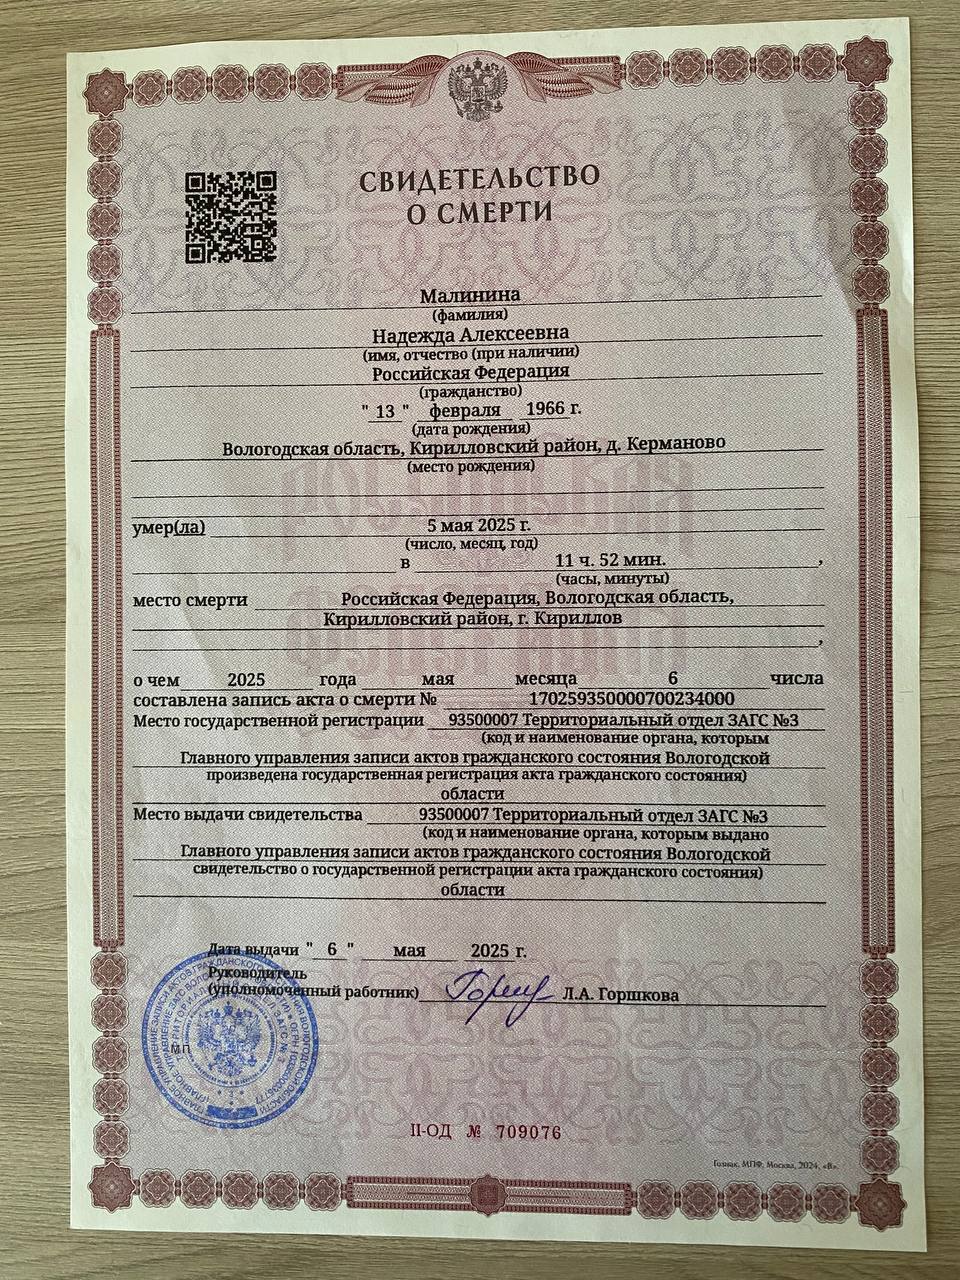 СВИДЕТЕЛЬСТВО
О СМЕРТИ
Малинина
(фамилия)
Надежда Алексеевна
(имя, отчество (при наличии)
Российская Федерация
(гражданство)
" 13 " февраля 1966 г.
(дата рождения)
Вологодская область, Кирилловский район, д. Керманово
(место рождения)
умер(ла) 5 мая 2025 г.
(число, месяц, год)
в 11 ч. 52 мин. ,
(часы, минуты)
место смерти Российская Федерация, Вологодская область,
Кирилловский район, г. Кириллов
,
о чем 2025 года мая месяца 6 числа
составлена запись акта о смерти № 170259350000700234000
Место государственной регистрации 93500007 Территориальный отдел ЗАГС №3
(код и наименование органа, которым
Главного управления записи актов гражданского состояния Вологодской
произведена государственная регистрация акта гражданского состояния)
области
Место выдачи свидетельства 93500007 Территориальный отдел ЗАГС №3
(код и наименование органа, которым выдано
Главного управления записи актов гражданского состояния Вологодской
свидетельство о государственной регистрации акта гражданского состояния)
области
Дата выдачи " 6 " мая 2025 г.
Руководитель
(уполномоченный работник) Л.А. Горшкова
МП
II-ОД № 709076
Гознак, МПФ, Москва, 2024, «В».